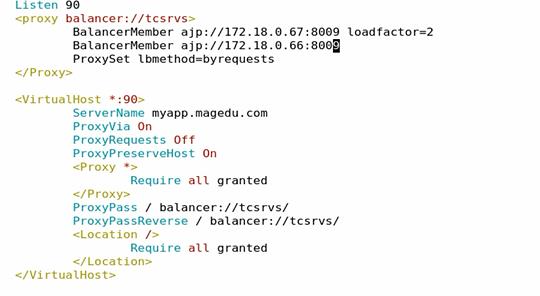 Listen 90
<proxy balancer://tcsrvs>
        BalancerMember ajp://172.18.0.67:8009 loadfactor=2
        BalancerMember ajp://172.18.0.66:8009
        ProxySet lbmethod=byrequests
</Proxy>

<VirtualHost *:90>
        ServerName myapp.magedu.com
        ProxyVia On
        ProxyRequests Off
        ProxyPreserveHost On
        <Proxy *>
                Require all granted
        </Proxy>
        ProxyPass / balancer://tcsrvs/
        ProxyPassReverse / balancer://tcsrvs/
        <Location />
                Require all granted
        </Location>
</VirtualHost>